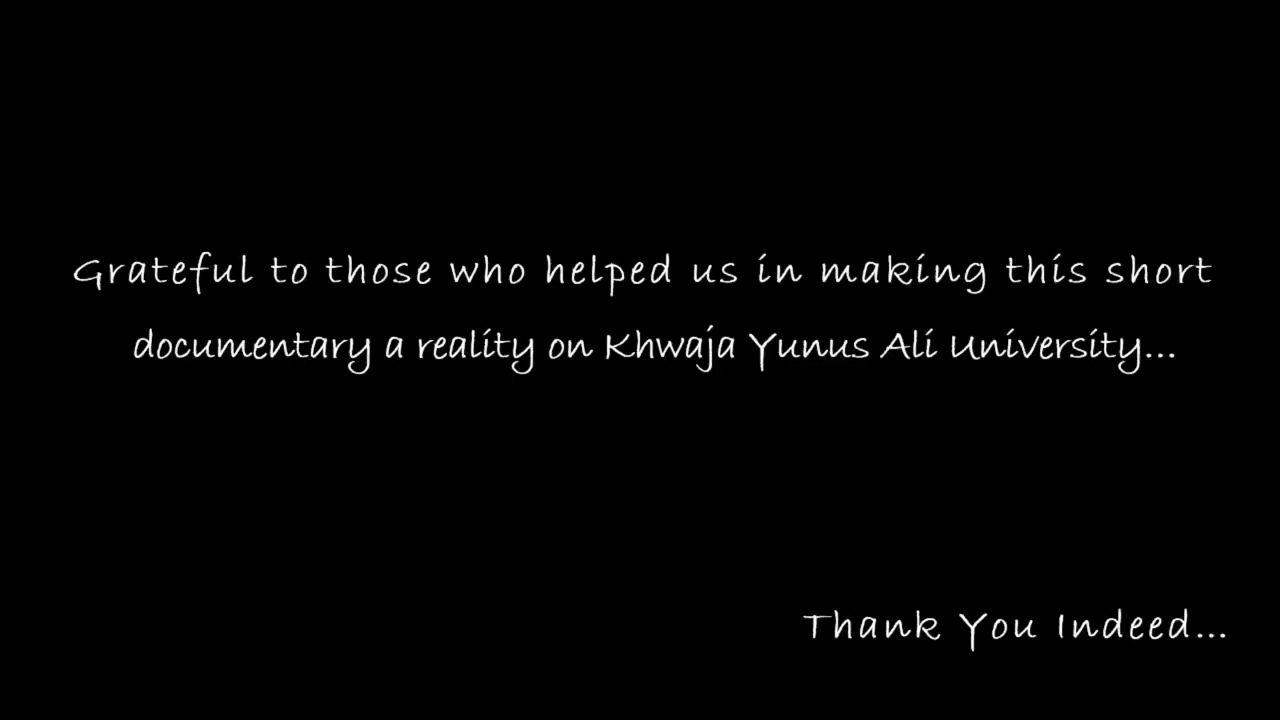 Grateful to those who helped us in making this short
documentary a reality on Khwaja Yunus Ali University...
Thank You Indeed...